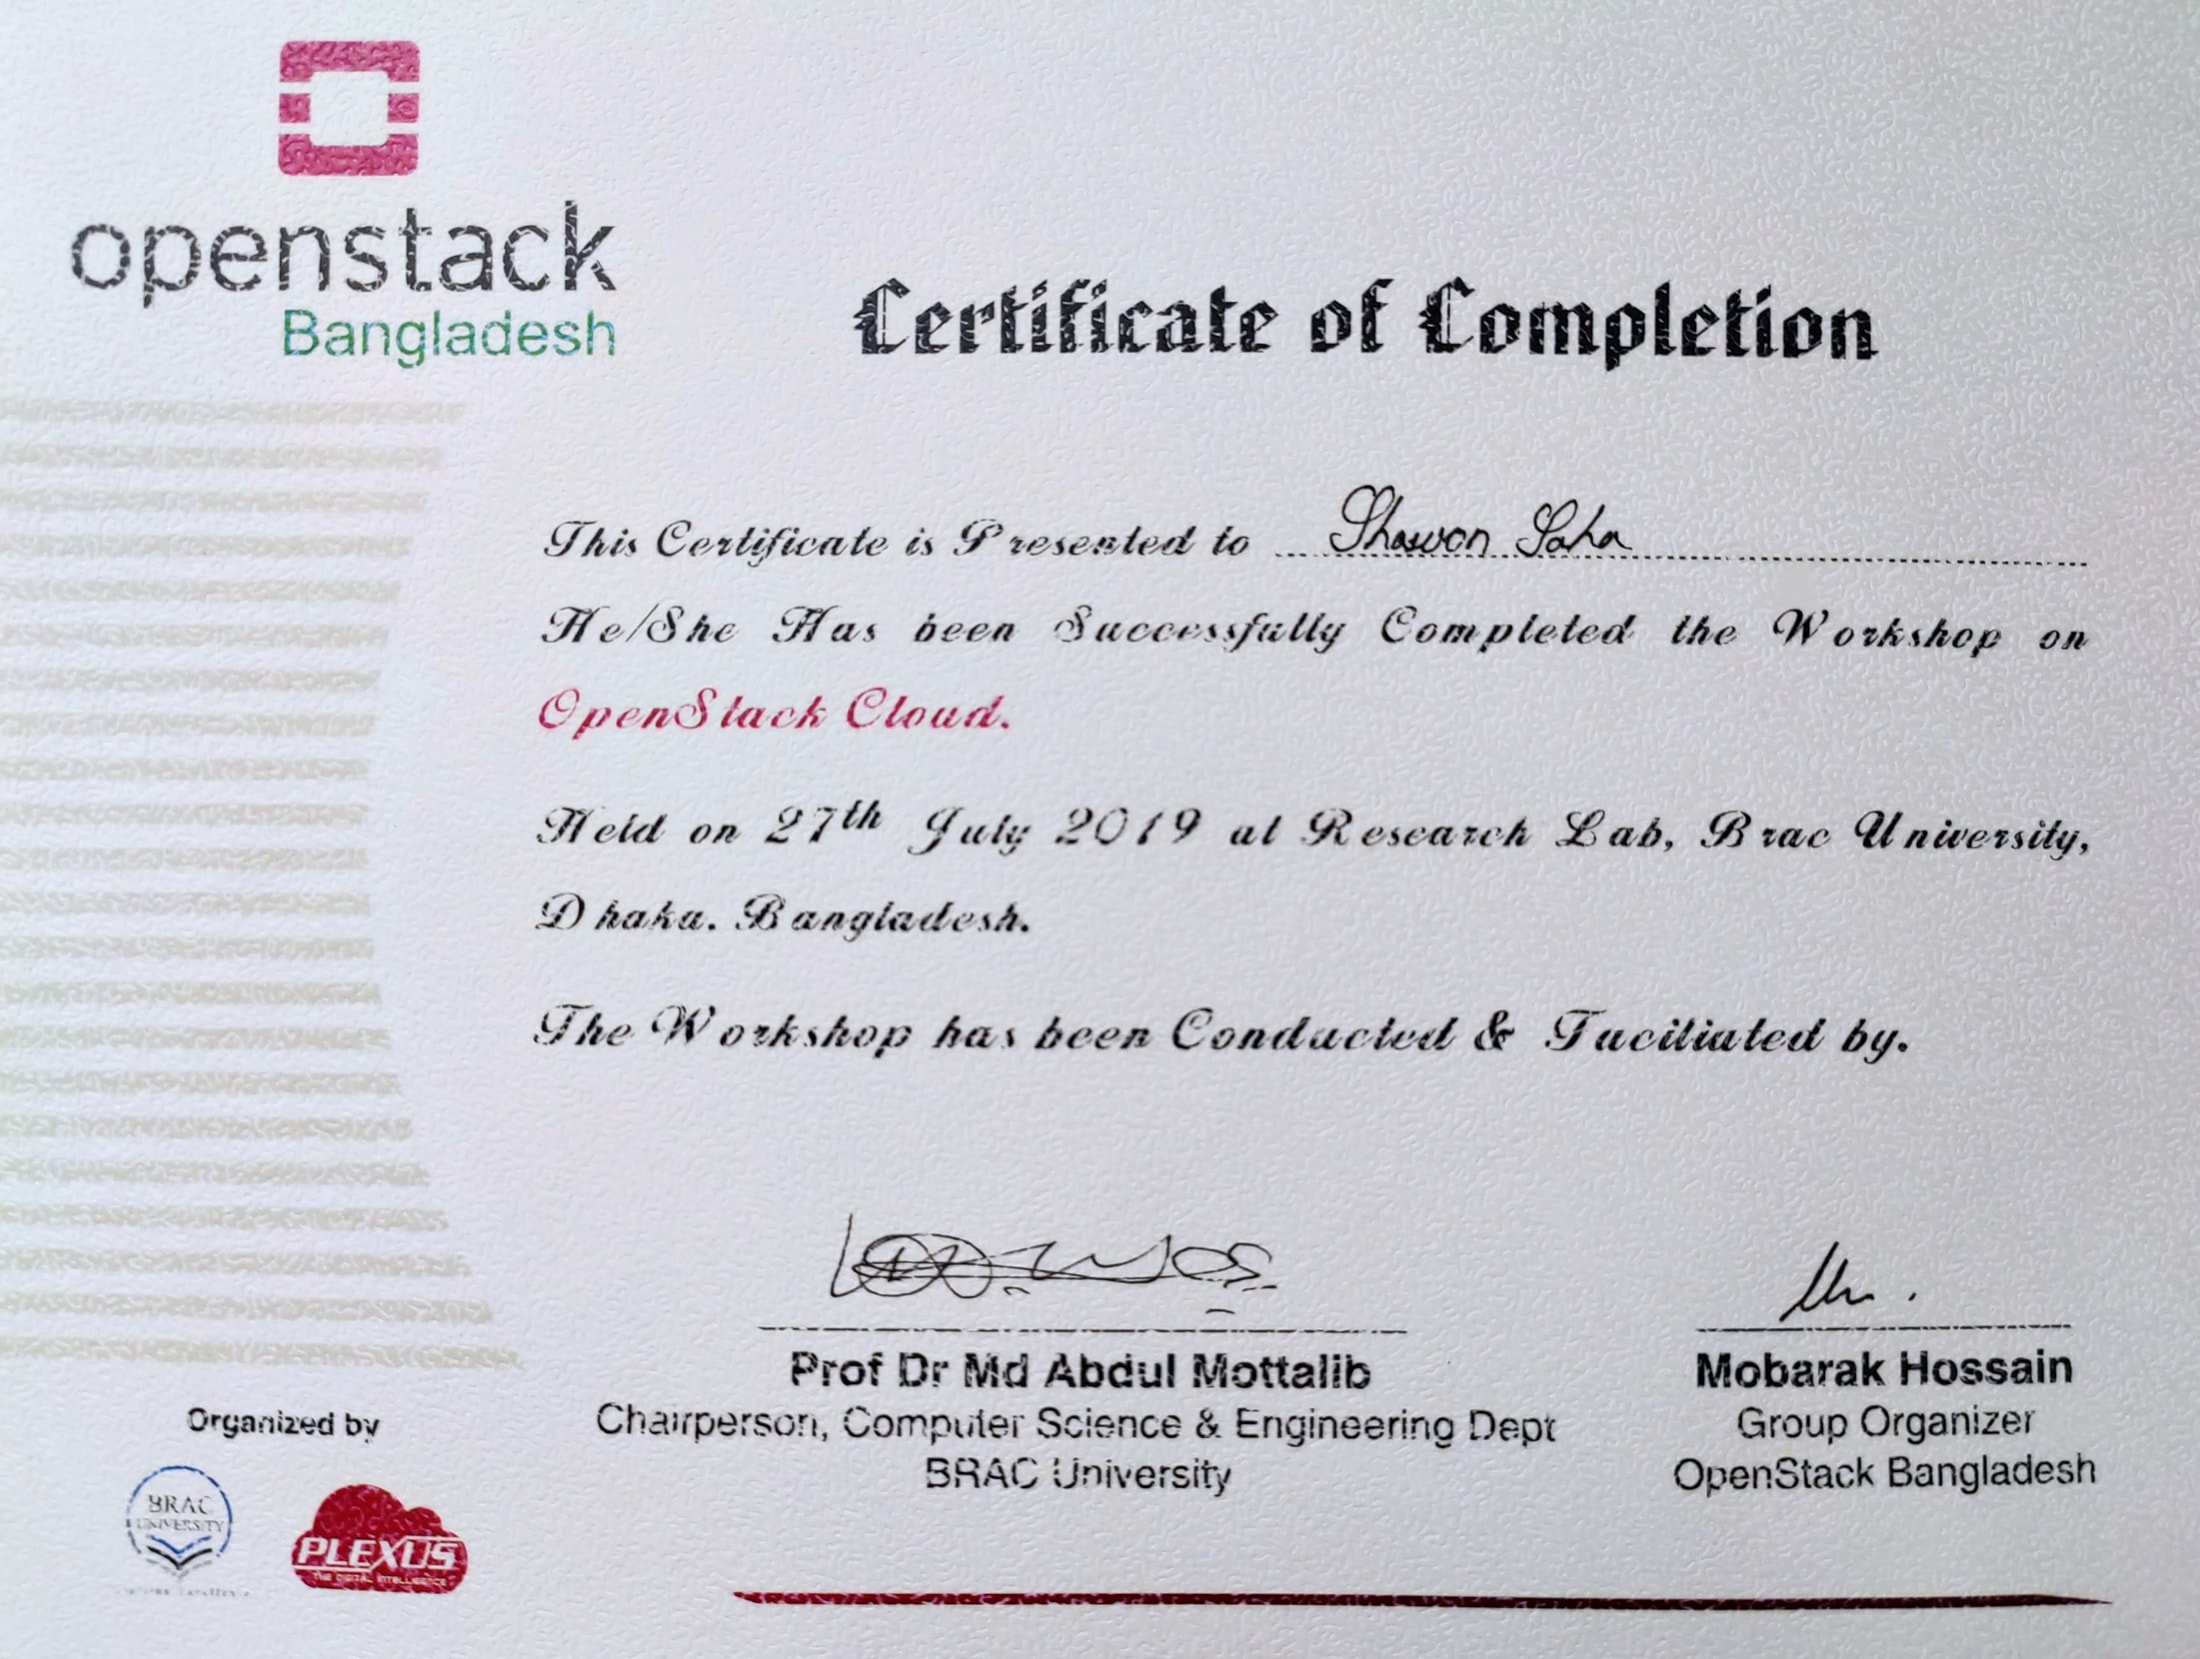 openstack
Bangladesh
Certificate of Completion
This Certificate is Presented to Shawon Saha
He/She Has been Successfully Completed the Workshop on
OpenStack Cloud.
Held on 27th July 2019 at Research Lab, Brac University,
Dhaka. Bangladesh.
The Workshop has been Conducted & Faciliated by.
Prof Dr Md Abdul Mottalib
Chairperson, Computer Science & Engineering Dept
BRAC University
Mobarak Hossain
Group Organizer
OpenStack Bangladesh
Organized by
BRAC
UNIVERSITY
PLEXUS
THE DIGITAL INTELLIGENCE